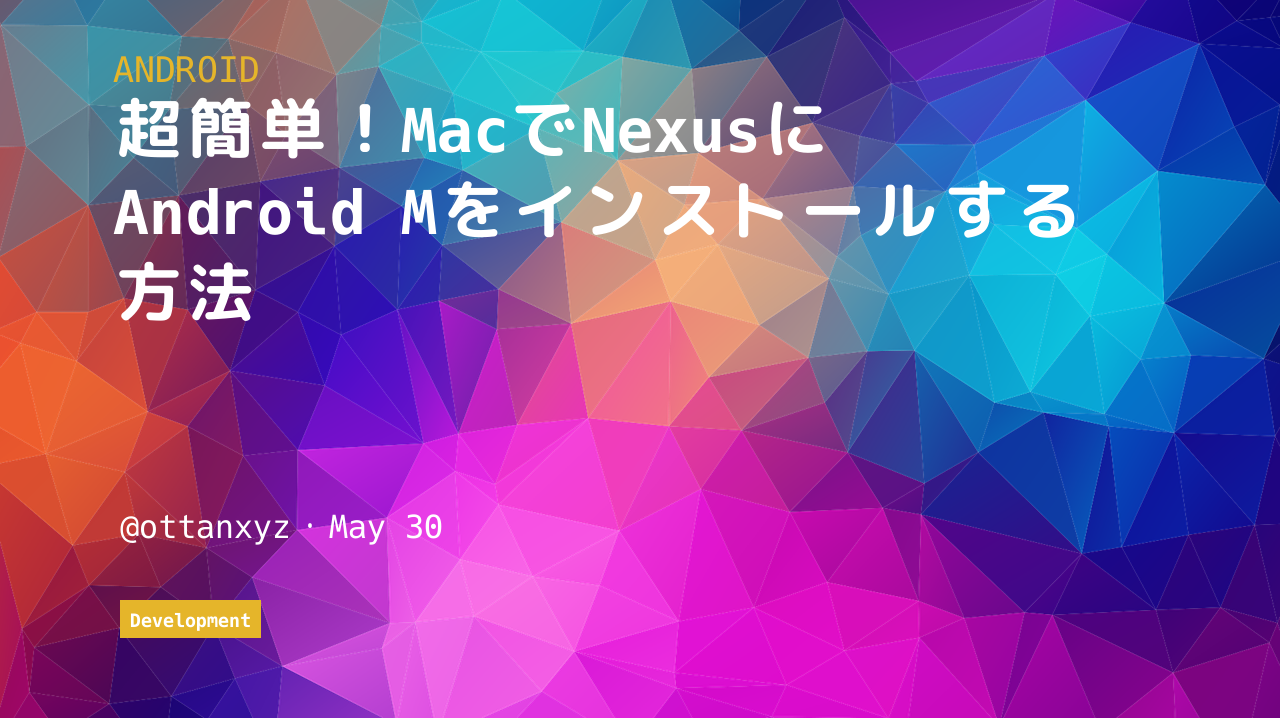 ANDROID
超簡単！MacでNexusに
Android Mをインストールする
方法
@ottanxyz・May 30
Development